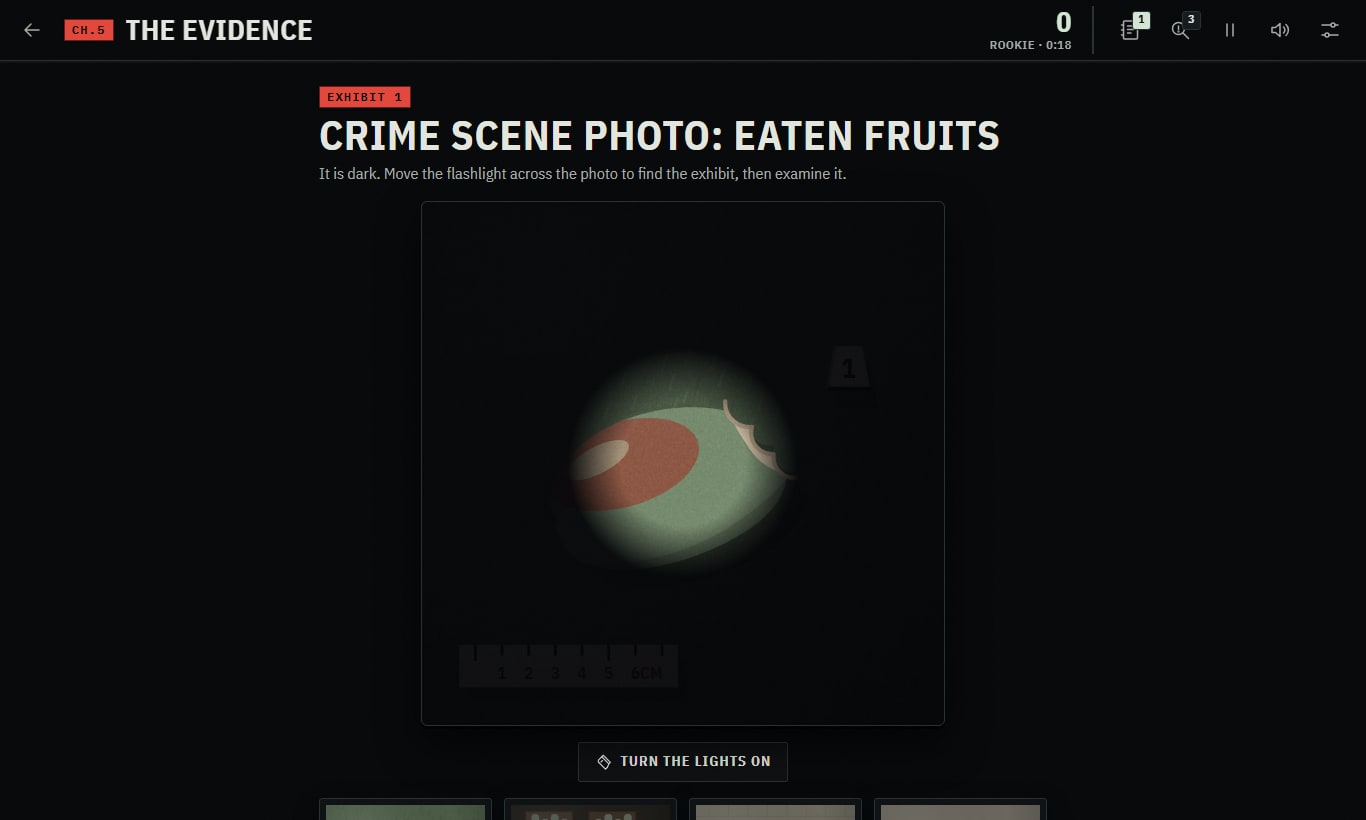 CH.5 THE EVIDENCE
0
ROOKIE · 0:18
1
3
EXHIBIT 1
CRIME SCENE PHOTO: EATEN FRUITS
It is dark. Move the flashlight across the photo to find the exhibit, then examine it.
1
1 2 3 4 5 6CM
TURN THE LIGHTS ON